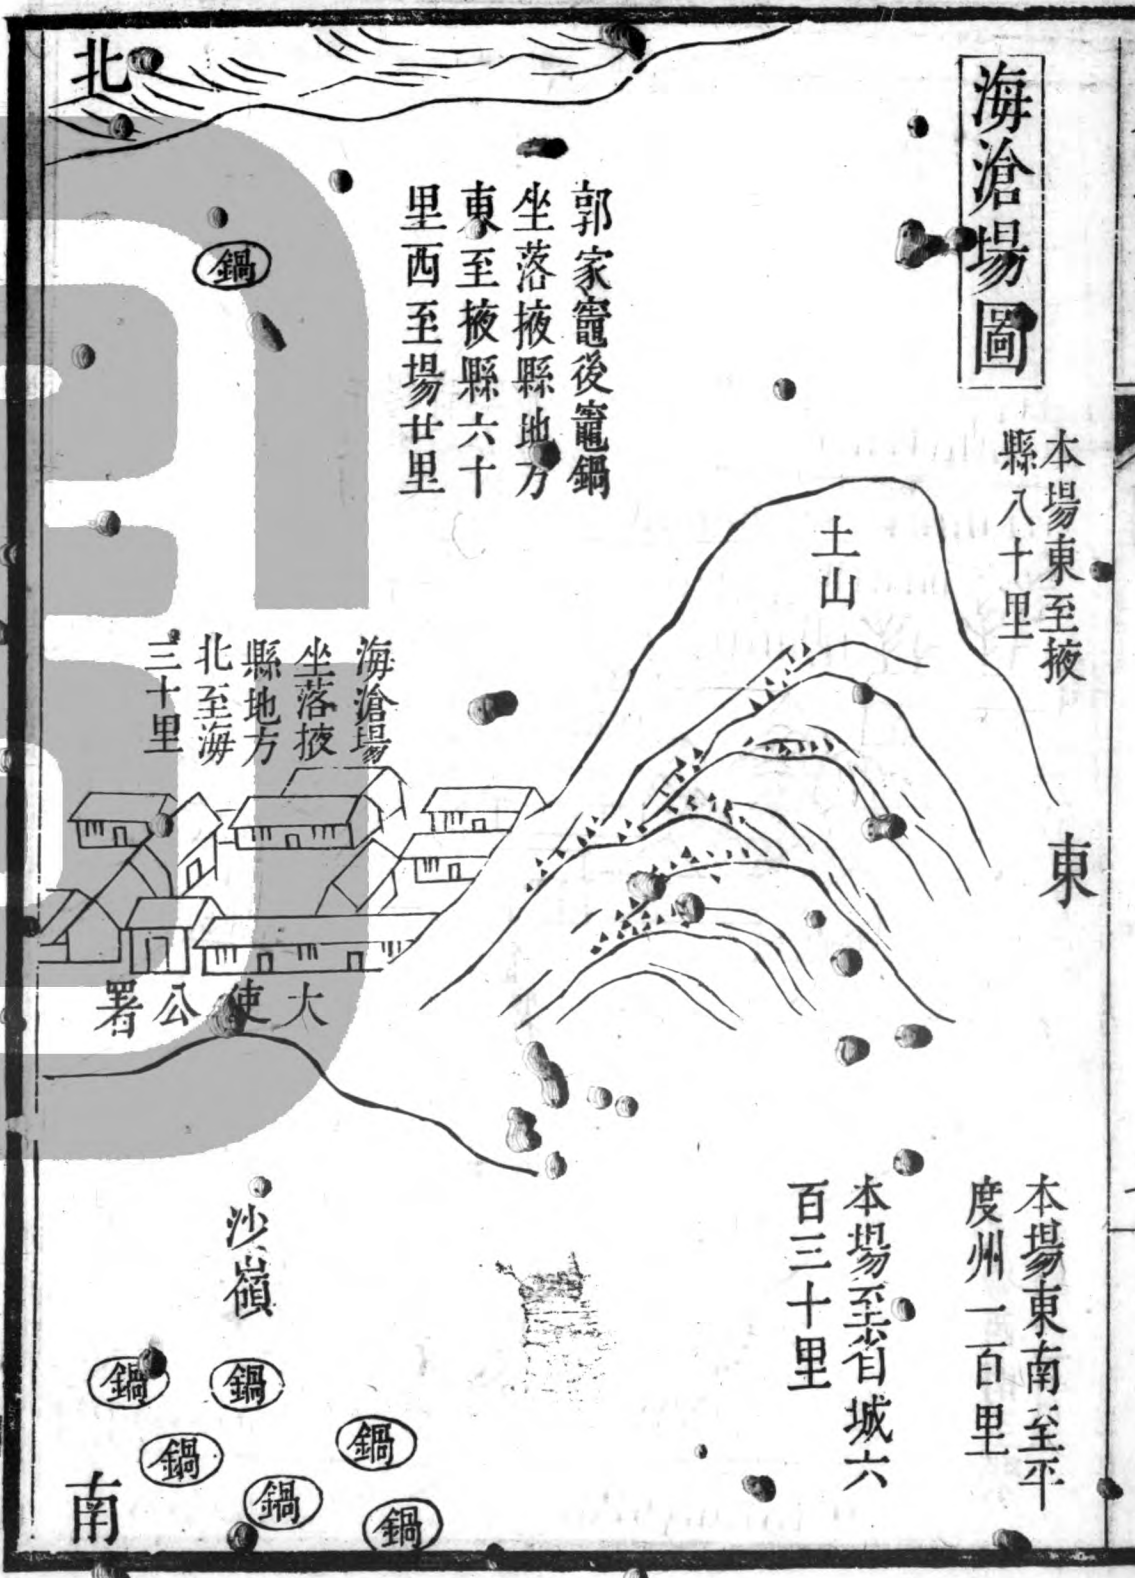 海滄場圖
本場東至掖
縣八十里
東
本場東南至平
度州一百里
本場至省城六
百三十里
土山
郭家竈後竈鍋
坐落掖縣地方
東至掖縣六十
里西至場廿里
北
鍋
海滄場
坐落掖
縣地方
北至海
三十里
大使公署
沙嶺
鍋
鍋
鍋
鍋
鍋
鍋
南